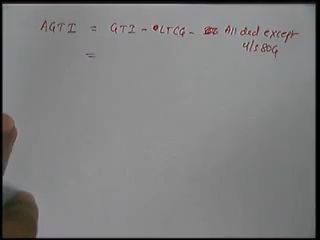 AGTI = GTI - LTCG - All ded except
u/s 80G
=